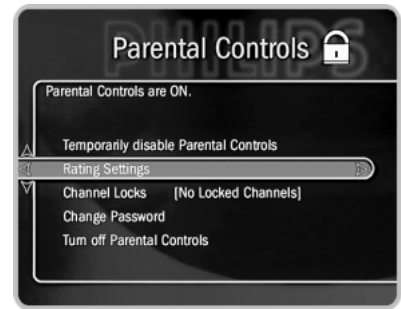 PHILIPS
Parental Controls
Parental Controls are ON.
Temporarily disable Parental Controls
Rating Settings
Channel Locks [No Locked Channels]
Change Password
Turn off Parental Controls